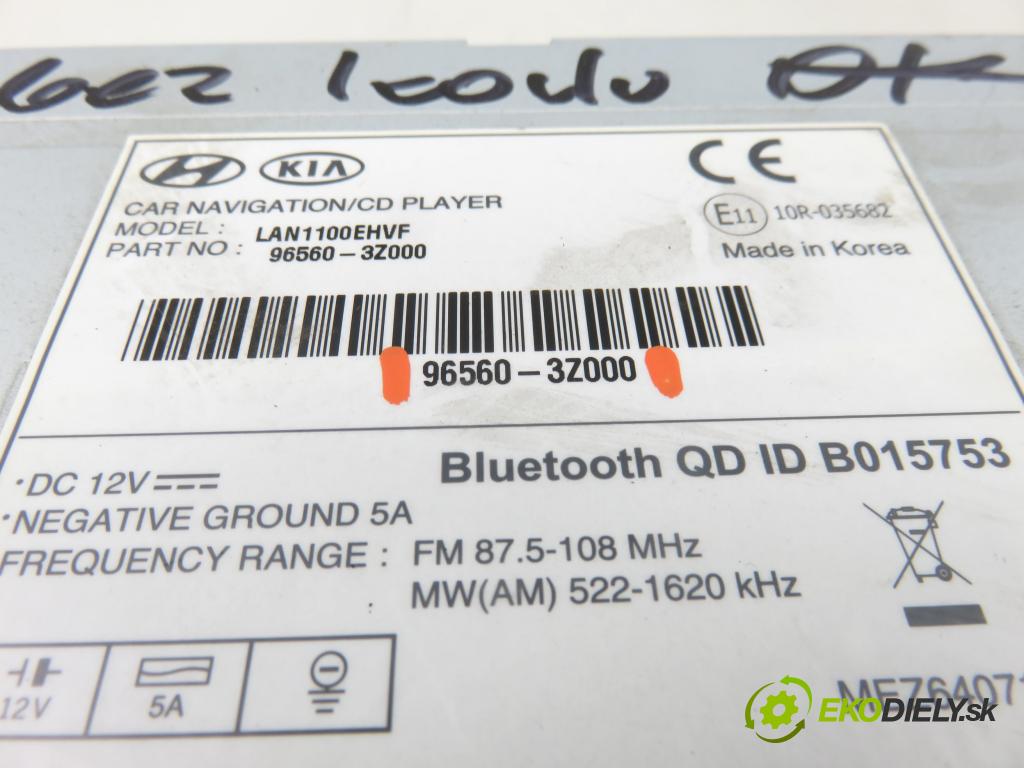 bez kodu OK
KIA
CE
CAR NAVIGATION/CD PLAYER
MODEL : LAN1100EHVF
PART NO : 96560-3Z000
E11 10R-035682
Made in Korea
96560-3Z000
Bluetooth QD ID B015753
·DC 12V
·NEGATIVE GROUND 5A
FREQUENCY RANGE : FM 87.5-108 MHz
MW(AM) 522-1620 kHz
12V 5A
EKODIELY.sk